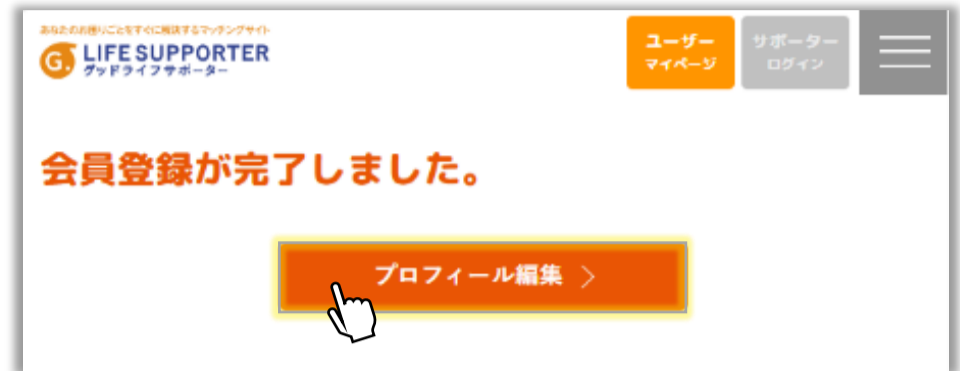 あなたのお困りごとをすぐに解決するマッチングサイト
G. LIFE SUPPORTER
グッドライフサポーター
ユーザー
マイページ
サポーター
ログイン
会員登録が完了しました。
プロフィール編集 >